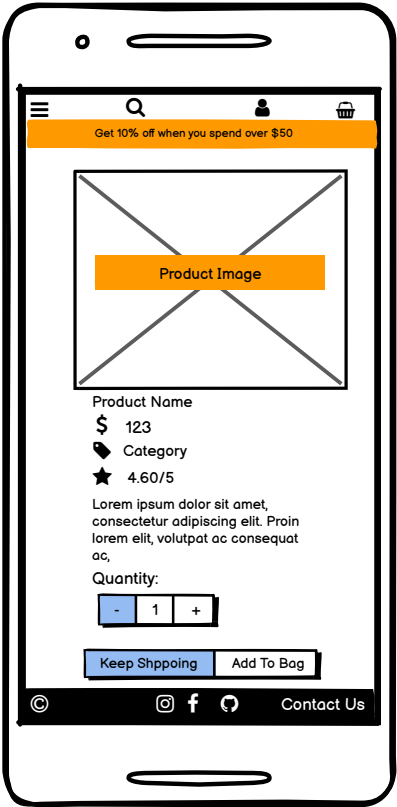 Get 10% off when you spend over $50
Product Image
Product Name
$ 123
Category
4.60/5
Lorem ipsum dolor sit amet,
consectetur adipiscing elit. Proin
lorem elit, volutpat ac consequat
ac,
Quantity:
- 1 +
Keep Shppoing Add To Bag
© Contact Us